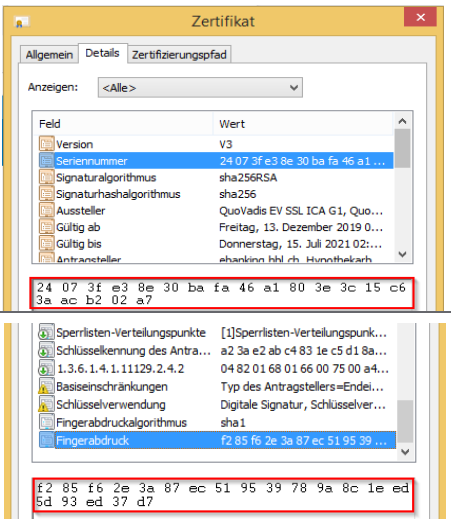 Zertifikat
Allgemein Details Zertifizierungspfad
Anzeigen: <Alle>
Feld Wert
Version V3
Seriennummer 24 07 3f e3 8e 30 ba fa 46 a1 ...
Signaturalgorithmus sha256RSA
Signaturhashalgorithmus sha256
Aussteller QuoVadis EV SSL ICA G1, Quo...
Gültig ab Freitag, 13. Dezember 2019 0...
Gültig bis Donnerstag, 15. Juli 2021 02:...
Antragsteller ebanking.hbl.ch, Hypothekarb...
24 07 3f e3 8e 30 ba fa 46 a1 80 3e 3c 15 c6
3a ac b2 02 a7
Sperrlisten-Verteilungspunkte [1]Sperrlisten-Verteilungspunk...
Schlüsselkennung des Antra... a2 3a e2 ab c4 83 1e c5 d1 8a...
1.3.6.1.4.1.11129.2.4.2 04 82 01 68 01 66 00 75 00 a4...
Basiseinschränkungen Typ des Antragstellers=Endei...
Schlüsselverwendung Digitale Signatur, Schlüsselver...
Fingerabdruckalgorithmus sha1
Fingerabdruck f2 85 f6 2e 3a 87 ec 51 95 39 ...
f2 85 f6 2e 3a 87 ec 51 95 39 78 9a 8c 1e ed
5d 93 ed 37 d7